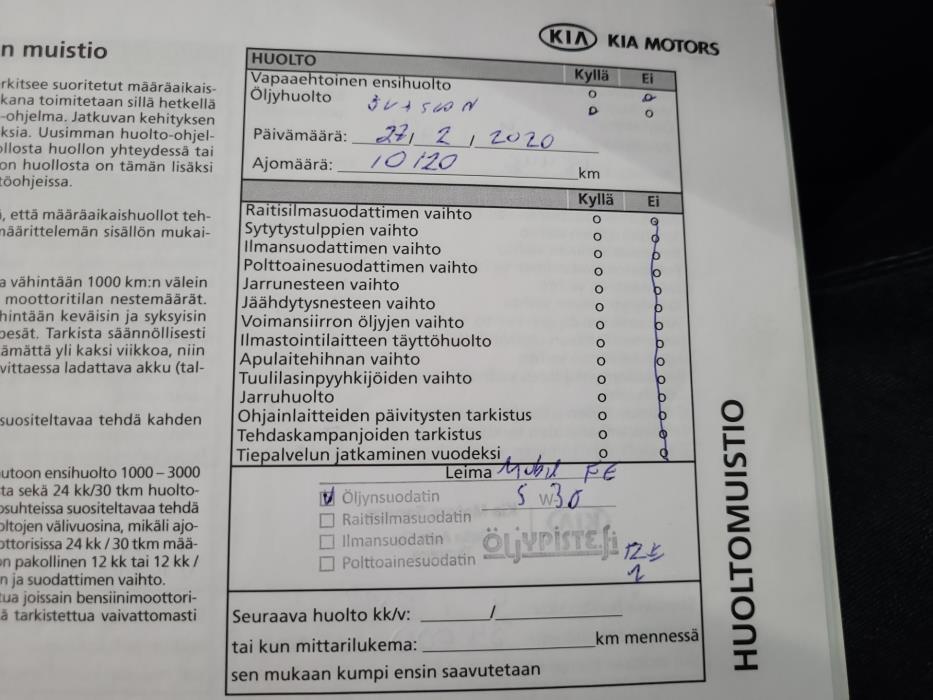 n muistio
rkitsee suoritetut määräaikais-
kana toimitetaan sillä hetkellä
-ohjelma. Jatkuvan kehityksen
ksia. Uusimman huolto-ohjel-
ollosta huollon yhteydessä tai
on huollosta on tämän lisäksi
töohjeissa.
, että määräaikaishuollot teh-
määrittelemän sisällön mukai-
a vähintään 1000 km:n välein
moottoritilan nestemäärät.
hintään keväisin ja syksyisin
pesät. Tarkista säännöllisesti
ämättä yli kaksi viikkoa, niin
vittaessa ladattava akku (tal-
suositeltavaa tehdä kahden
utoon ensihuolto 1000 – 3000
ta sekä 24 kk/30 tkm huolto-
osuhteissa suositeltavaa tehdä
oltojen välivuosina, mikäli ajo-
ottorisissa 24 kk / 30 tkm mää-
n pakollinen 12 kk tai 12 kk /
n ja suodattimen vaihto.
tua joissain bensiinimoottori-
ä tarkistettua vaivattomasti
KIA KIA MOTORS
HUOLTO Kyllä Ei
Vapaaehtoinen ensihuolto
Öljyhuolto
Päivämäärä: 27 / 2 / 2020
Ajomäärä: 10120 km
Kyllä Ei
Raitisilmasuodattimen vaihto
Sytytystulppien vaihto
Ilmansuodattimen vaihto
Polttoainesuodattimen vaihto
Jarrunesteen vaihto
Jäähdytysnesteen vaihto
Voimansiirron öljyjen vaihto
Ilmastointilaitteen täyttöhuolto
Apulaitehihnan vaihto
Tuulilasinpyyhkijöiden vaihto
Jarruhuolto
Ohjainlaitteiden päivitysten tarkistus
Tehdaskampanjoiden tarkistus
Tiepalvelun jatkaminen vuodeksi
Leima Mobil FE
Öljynsuodatin 5 W- 30
Raitisilmasuodatin
Ilmansuodatin ÖLJYPISTE.fi
Polttoainesuodatin
Seuraava huolto kk/v: /
tai kun mittarilukema: km mennessä
sen mukaan kumpi ensin saavutetaan
HUOLTOMUISTIO